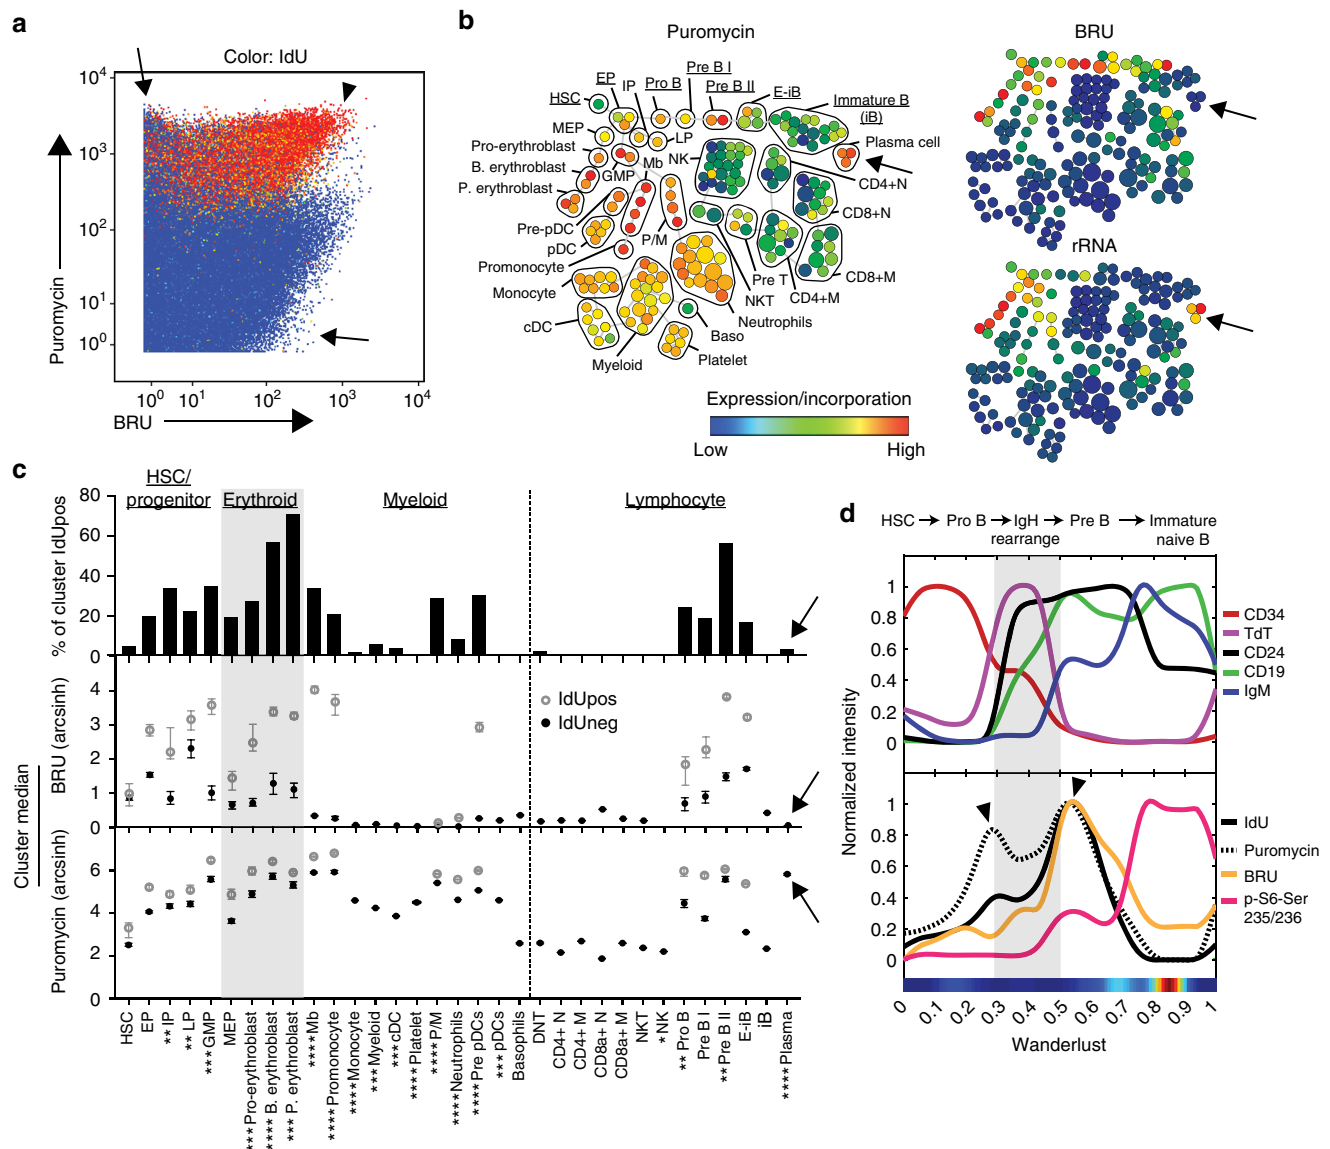 a
Color: IdU
10^4
10^3
10^2
10^1
10^0
Puromycin
10^0
10^1
10^2
10^3
10^4
BRU
b
Puromycin
HSC
EP
IP
Pro B
Pre B I
Pre B II
E-iB
Immature B
(iB)
Plasma cell
MEP
Pro-erythroblast
B. erythroblast
P. erythroblast
GMP
Mb
LP
NK
CD4+N
CD8+N
Pre-pDC
pDC
P/M
Promonocyte
Monocyte
Pre T
CD8+M
NKT
CD4+M
cDC
Neutrophils
Baso
Myeloid
Platelet
BRU
rRNA
Expression/incorporation
Low
High
c
HSC/
progenitor
Erythroid
Myeloid
Lymphocyte
% of cluster IdUpos
80
60
40
20
0
Cluster median
BRU (arcsinh)
4
3
2
1
0
IdUpos
IdUneg
Puromycin (arcsinh)
6
4
2
0
HSC
EP
** IP
** LP
*** GMP
MEP
*** Pro-erythroblast
**** B. erythroblast
*** P. erythroblast
**** Mb
**** Promonocyte
**** Monocyte
*** Myeloid
*** cDC
**** Platelet
**** P/M
**** Neutrophils
**** Pre pDCs
*** pDCs
Basophils
DNT
CD4+ N
CD4+ M
CD8a+ N
CD8a+ M
NKT
* NK
** Pro B
Pre B I
** Pre B II
E-iB
iB
**** Plasma
d
HSC
Pro B
IgH
rearrange
Pre B
Immature
naive B
Normalized intensity
1
0.8
0.6
0.4
0.2
0
CD34
TdT
CD24
CD19
IgM
1
0.8
0.6
0.4
0.2
0
IdU
Puromycin
BRU
p-S6-Ser
235/236
0
0.1
0.2
0.3
0.4
0.5
0.6
0.7
0.8
0.9
1
Wanderlust